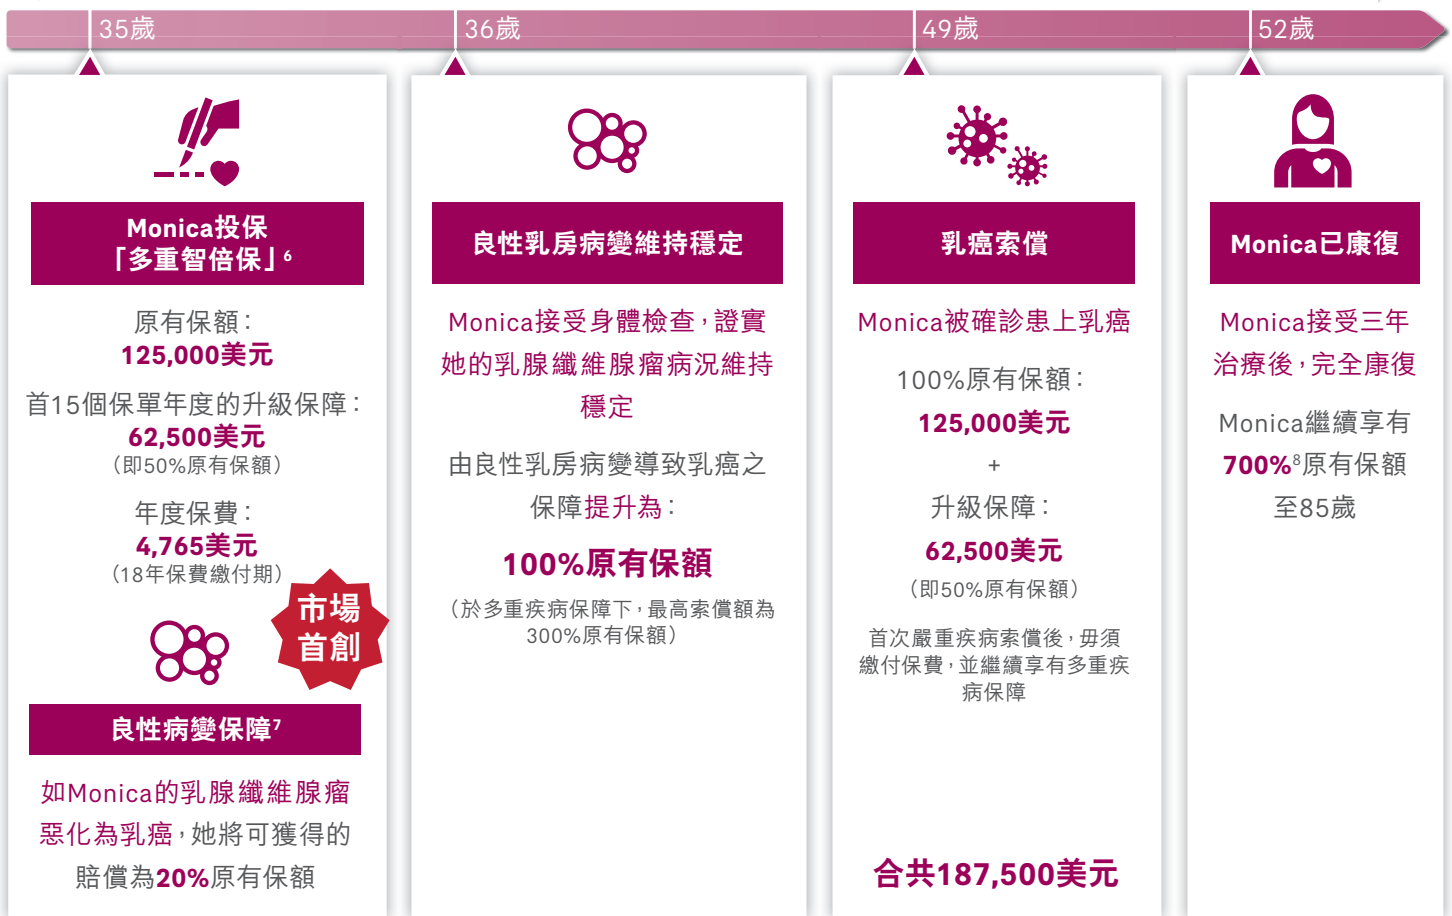 35歲
36歲
49歲
52歲
Monica投保
「多重智倍保」6
原有保額：
125,000美元
首15個保單年度的升級保障：
62,500美元
（即50%原有保額）
年度保費：
4,765美元
（18年保費繳付期）
市場
首創
良性病變保障7
如Monica的乳腺纖維腺瘤
惡化為乳癌，她將可獲得的
賠償為20%原有保額
良性乳房病變維持穩定
Monica接受身體檢查，證實
她的乳腺纖維腺瘤病況維持
穩定
由良性乳房病變導致乳癌之
保障提升為：
100%原有保額
（於多重疾病保障下，最高索償額為
300%原有保額）
乳癌索償
Monica被確診患上乳癌
100%原有保額：
125,000美元
+
升級保障：
62,500美元
（即50%原有保額）
首次嚴重疾病索償後，毋須
繳付保費，並繼續享有多重疾
病保障
合共187,500美元
Monica已康復
Monica接受三年
治療後，完全康復
Monica繼續享有
700%8原有保額
至85歲